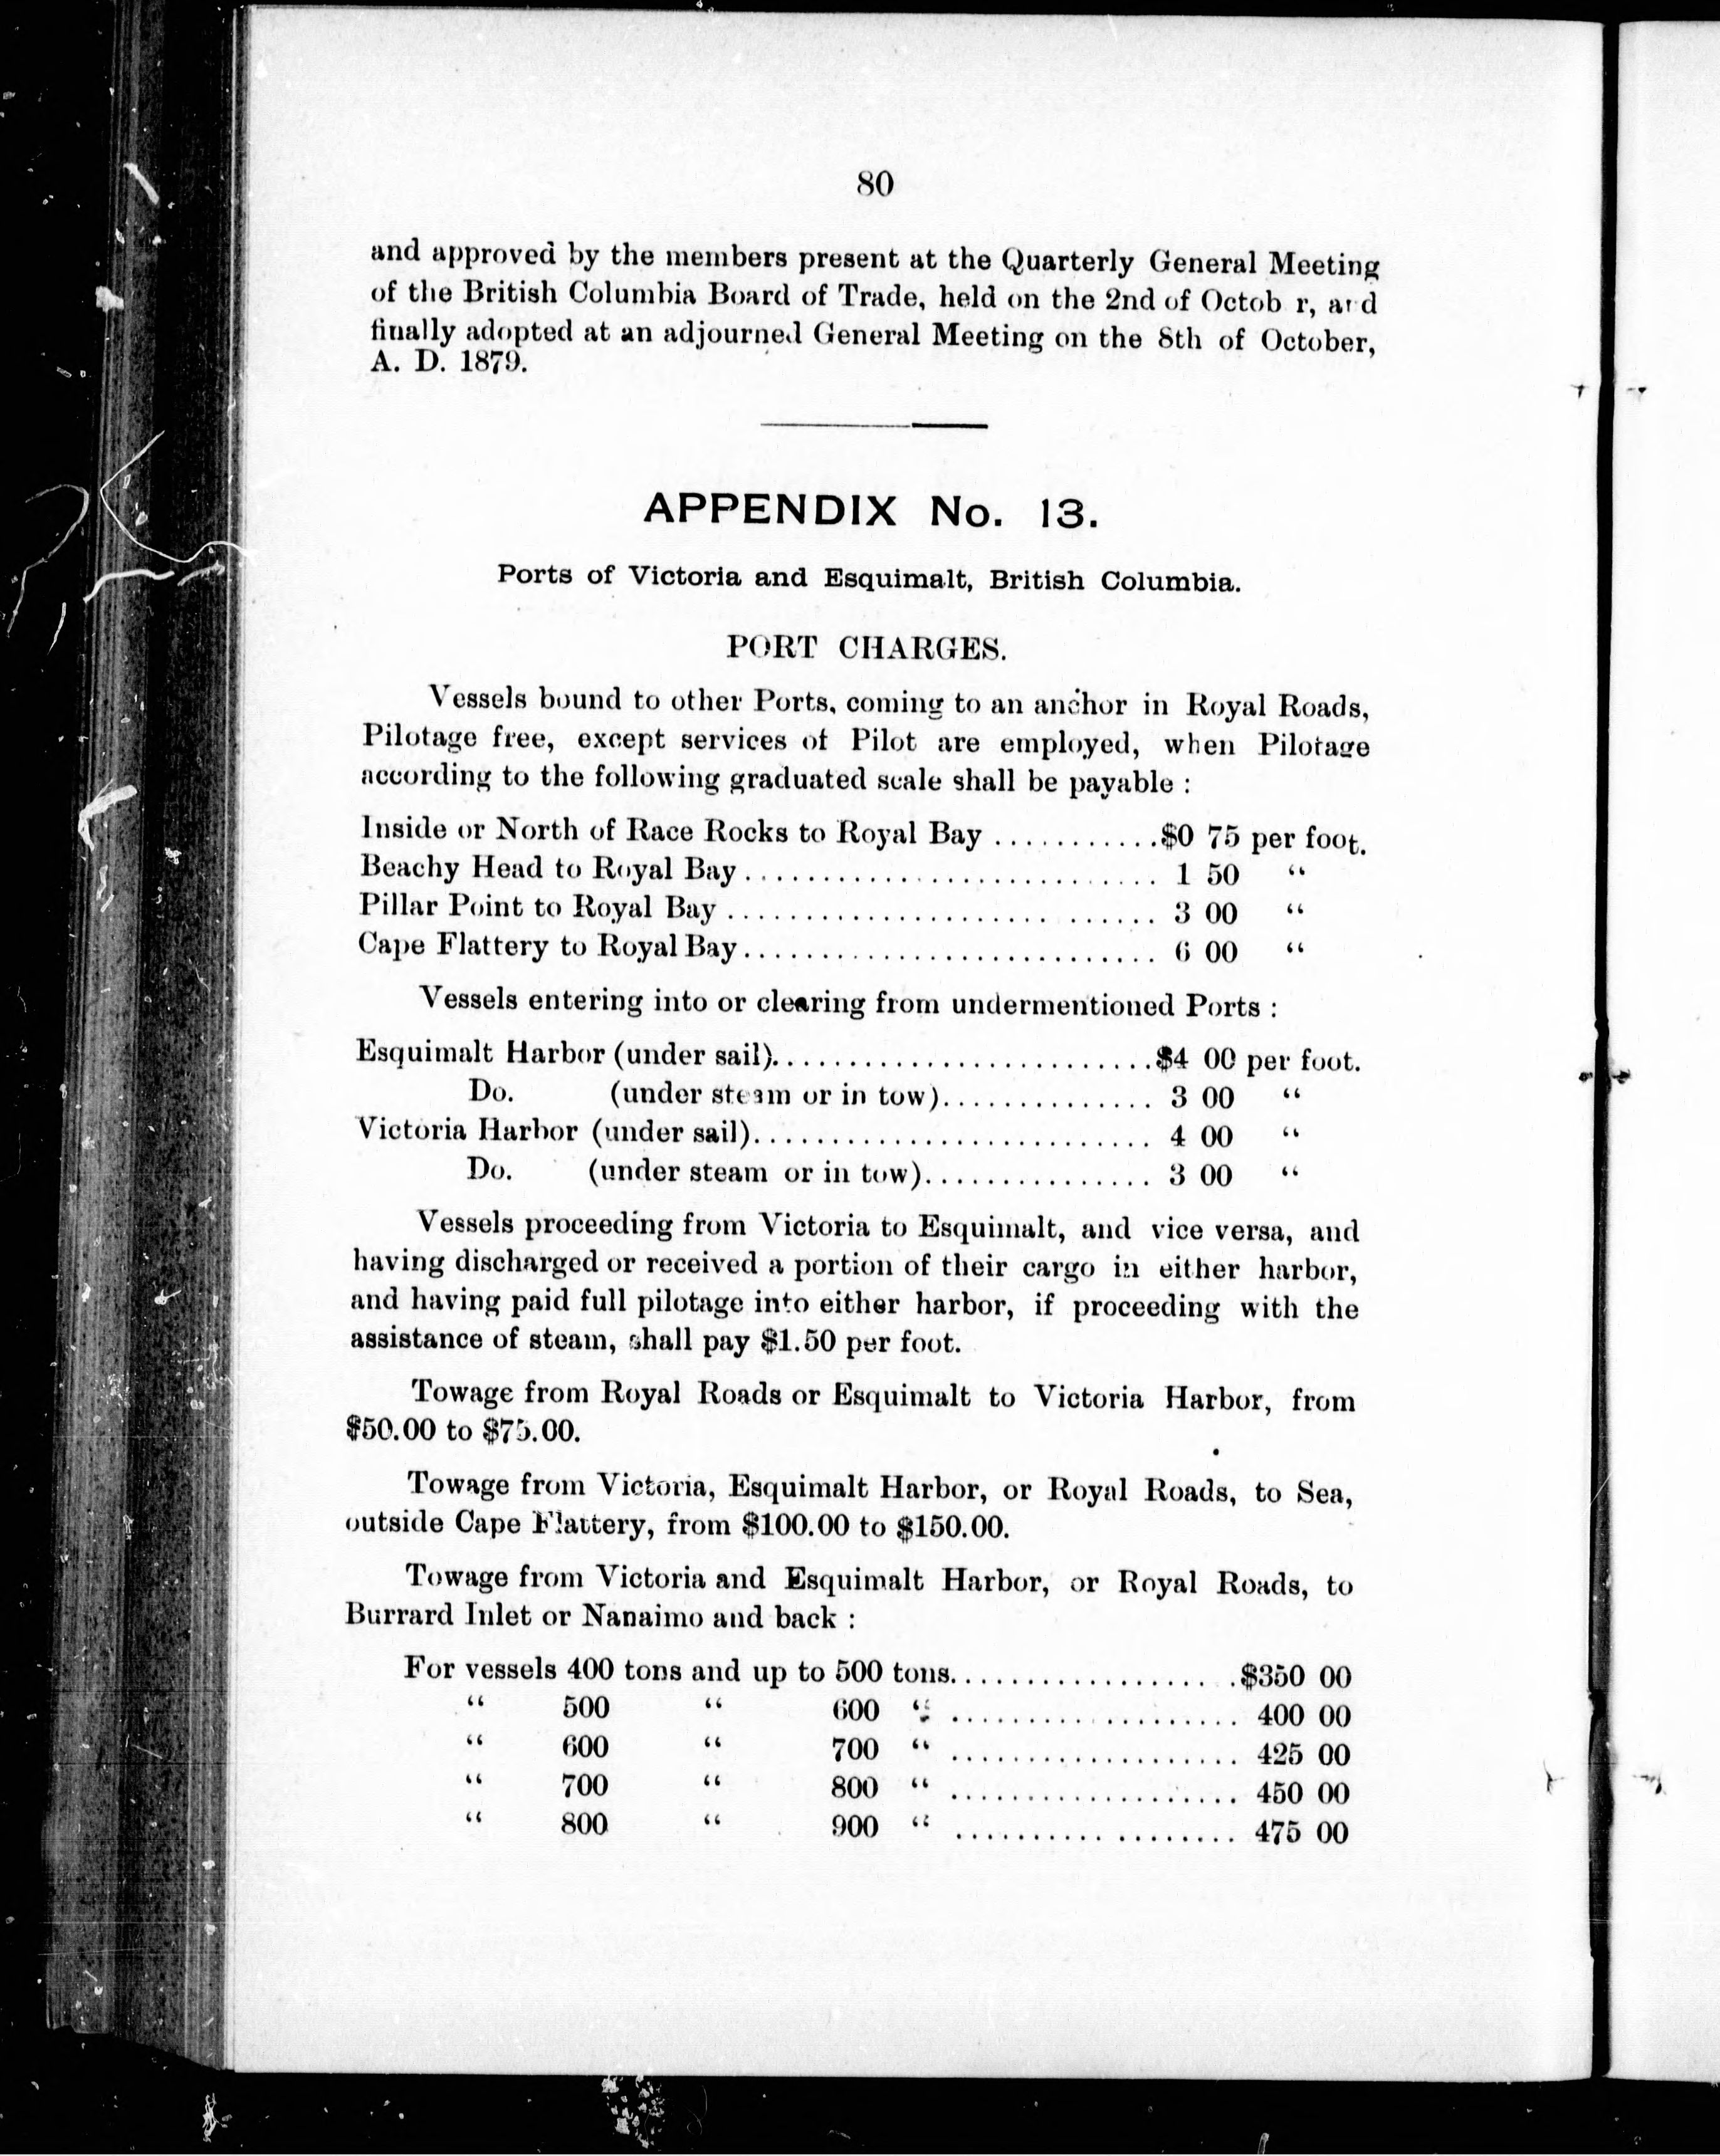 80
and approved by the members present at the Quarterly General Meeting
of the British Columbia Board of Trade, held on the 2nd of Octob r, and
finally adopted at an adjourned General Meeting on the 8th of October,
A. D. 1879.
APPENDIX No. 13.
Ports of Victoria and Esquimalt, British Columbia.
PORT CHARGES.
Vessels bound to other Ports, coming to an anchor in Royal Roads,
Pilotage free, except services of Pilot are employed, when Pilotage
according to the following graduated scale shall be payable :
Inside or North of Race Rocks to Royal Bay ...........$0 75 per foot.
Beachy Head to Royal Bay............................ 1 50 "
Pillar Point to Royal Bay ............................ 3 00 "
Cape Flattery to Royal Bay............................ 6 00 "
Vessels entering into or clearing from undermentioned Ports :
Esquimalt Harbor (under sail).........................$4 00 per foot.
Do. (under steam or in tow).............. 3 00 "
Victoria Harbor (under sail).......................... 4 00 "
Do. (under steam or in tow)............... 3 00 "
Vessels proceeding from Victoria to Esquimalt, and vice versa, and
having discharged or received a portion of their cargo in either harbor,
and having paid full pilotage into either harbor, if proceeding with the
assistance of steam, shall pay $1.50 per foot.
Towage from Royal Roads or Esquimalt to Victoria Harbor, from
$50.00 to $75.00.
Towage from Victoria, Esquimalt Harbor, or Royal Roads, to Sea,
outside Cape Flattery, from $100.00 to $150.00.
Towage from Victoria and Esquimalt Harbor, or Royal Roads, to
Burrard Inlet or Nanaimo and back :
For vessels 400 tons and up to 500 tons...................$350 00
" 500 " 600 " ................... 400 00
" 600 " 700 " ................... 425 00
" 700 " 800 " ................... 450 00
" 800 " 900 " ................... 475 00